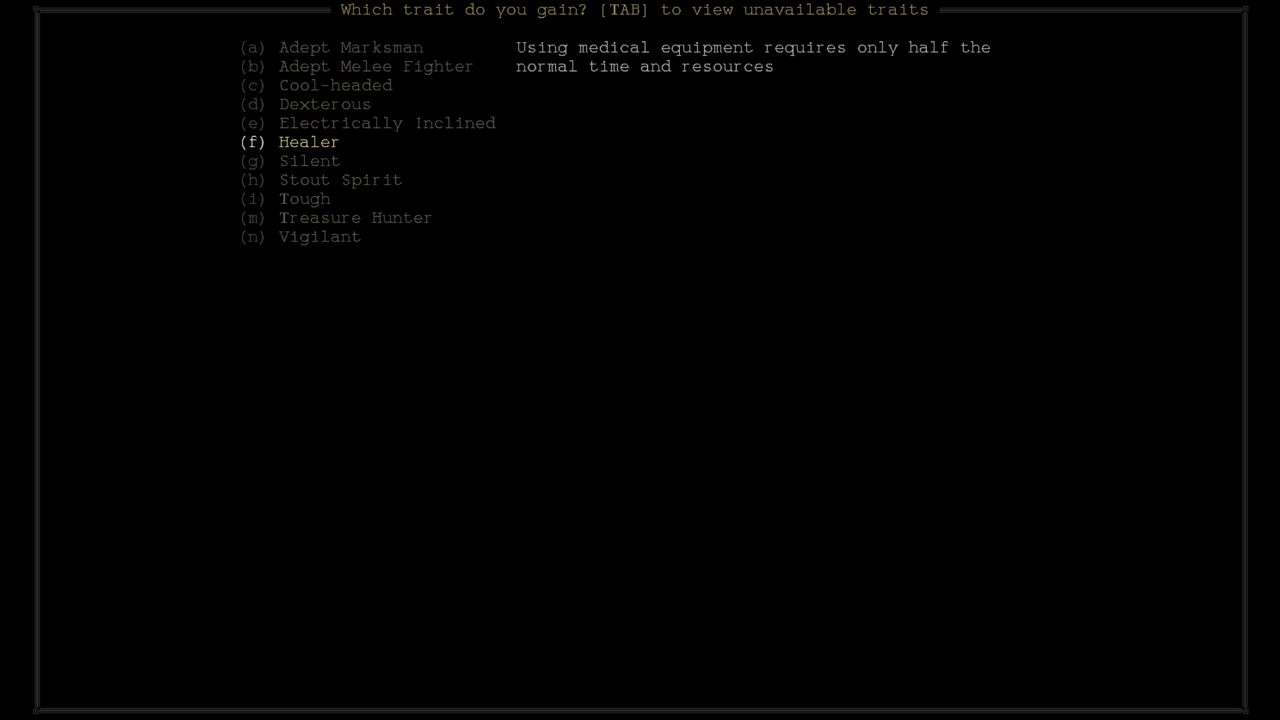 Which trait do you gain? [TAB] to view unavailable traits
(a) Adept Marksman
(b) Adept Melee Fighter
(c) Cool-headed
(d) Dexterous
(e) Electrically Inclined
(f) Healer
(g) Silent
(h) Stout Spirit
(i) Tough
(m) Treasure Hunter
(n) Vigilant
Using medical equipment requires only half the
normal time and resources